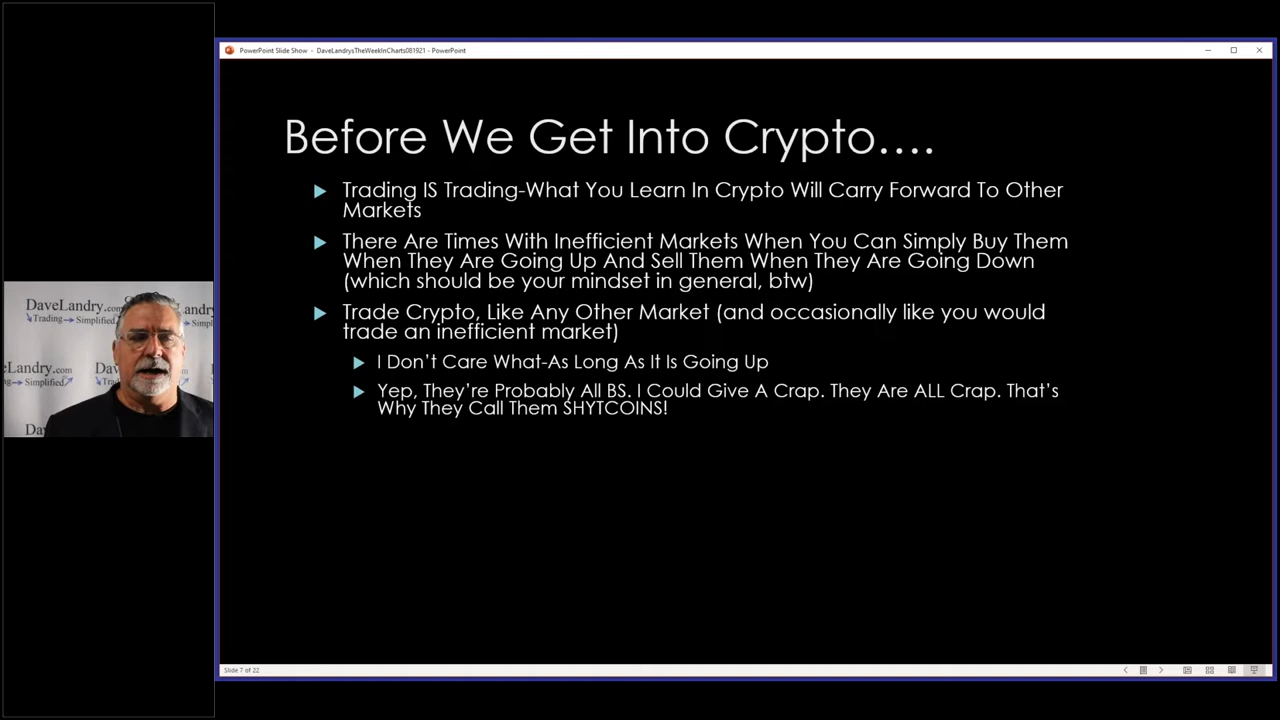 PowerPoint Slide Show - DaveLandrysTheWeekInCharts081921 - PowerPoint
Before We Get Into Crypto....
Trading IS Trading-What You Learn In Crypto Will Carry Forward To Other
Markets
There Are Times With Inefficient Markets When You Can Simply Buy Them
When They Are Going Up And Sell Them When They Are Going Down
(which should be your mindset in general, btw)
Trade Crypto, Like Any Other Market (and occasionally like you would
trade an inefficient market)
I Don't Care What-As Long As It Is Going Up
Yep, They're Probably All BS. I Could Give A Crap. They Are ALL Crap. That's
Why They Call Them SHYTCOINS!
DaveLandry.com
Trading Simplified
Landry.com
Simplified
Slide 7 of 22